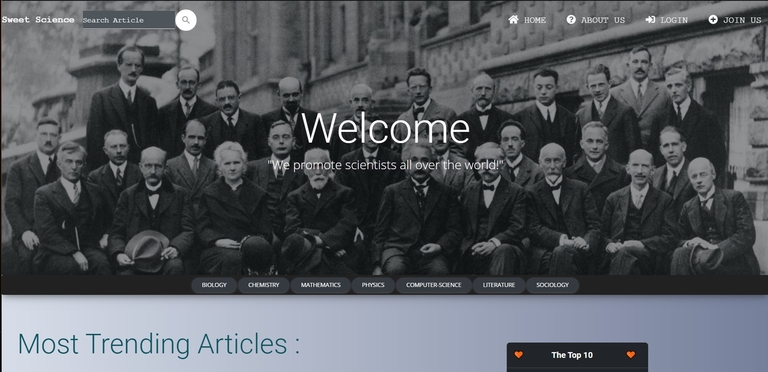 Sweet Science Search Article HOME ABOUT US LOGIN JOIN US
Welcome
"We promote scientists all over the world!"
BIOLOGY CHEMISTRY MATHEMATICS PHYSICS COMPUTER-SCIENCE LITERATURE SOCIOLOGY
Most Trending Articles :
The Top 10